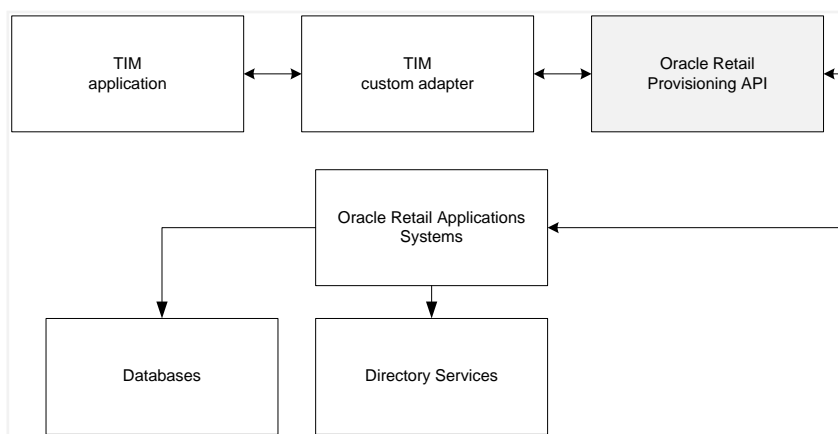 TIM
application
TIM
custom adapter
Oracle Retail
Provisioning API
Oracle Retail Applications
Systems
Databases
Directory Services